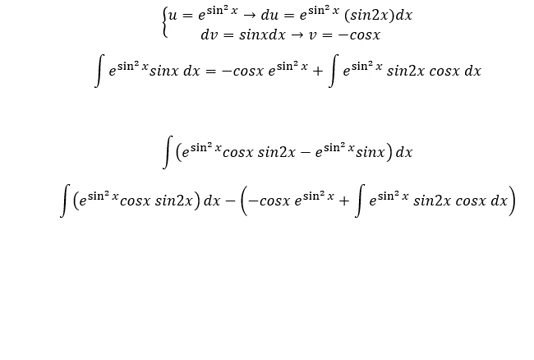 {u = e^{sin² x} → du = e^{sin² x} (sin2x)dx
dv = sinxdx → v = −cosx
∫ e^{sin² x}sinx dx = −cosx e^{sin² x} + ∫ e^{sin² x} sin2x cosx dx
∫(e^{sin² x}cosx sin2x − e^{sin² x}sinx) dx
∫(e^{sin² x}cosx sin2x) dx − (−cosx e^{sin² x} + ∫ e^{sin² x} sin2x cosx dx)